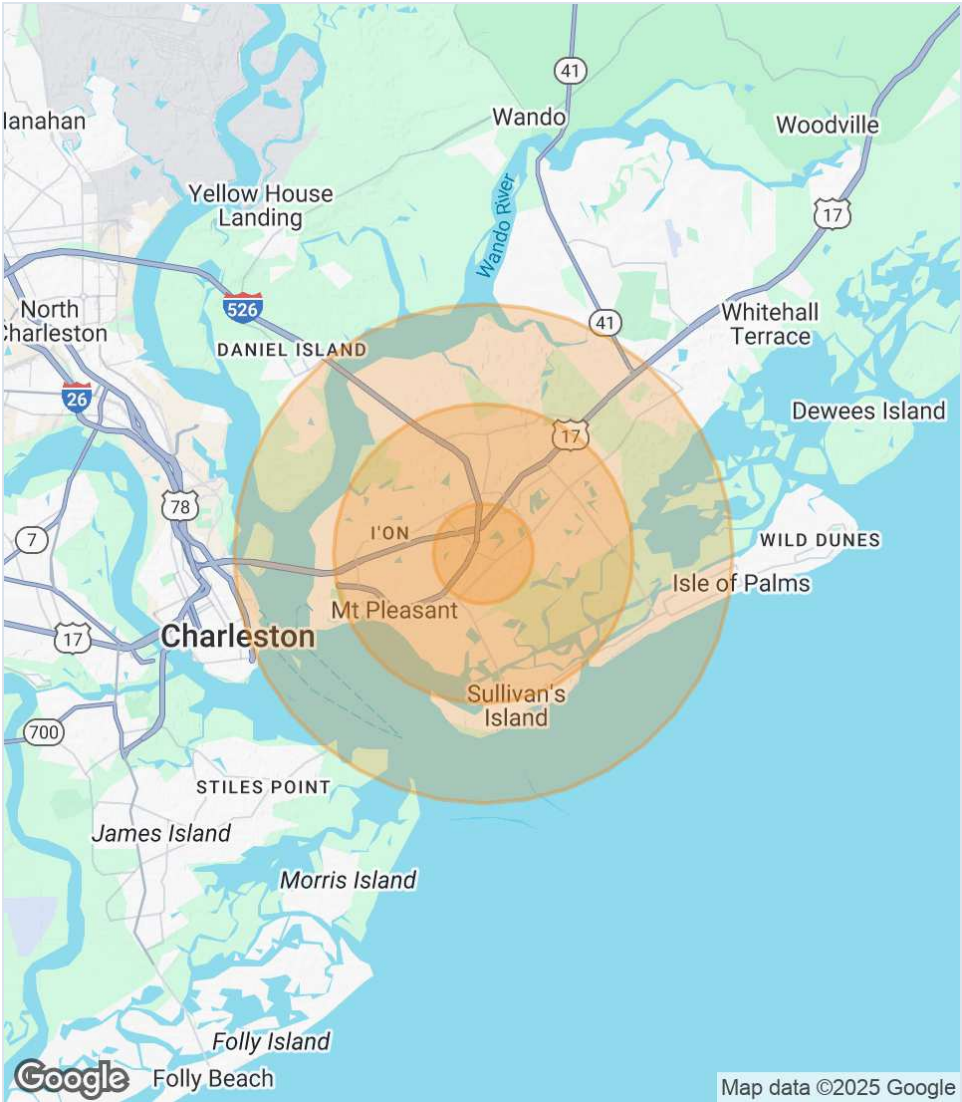 41
Wando
Woodville
Yellow House
Landing
17
Wando River
526
North
Charleston
41
Whitehall
Terrace
DANIEL ISLAND
26
Dewees Island
17
78
7
I'ON
WILD DUNES
Isle of Palms
Mt Pleasant
17
Charleston
Sullivan's
Island
700
STILES POINT
James Island
Morris Island
Folly Island
Folly Beach
Google
Map data ©2025 Google